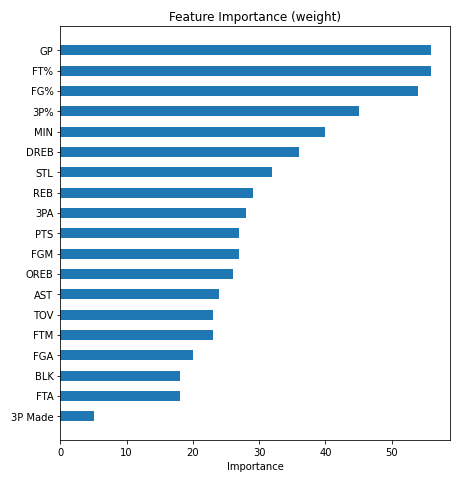 Feature Importance (weight)
GP
FT%
FG%
3P%
MIN
DREB
STL
REB
3PA
PTS
FGM
OREB
AST
TOV
FTM
FGA
BLK
FTA
3P Made
0 10 20 30 40 50
Importance